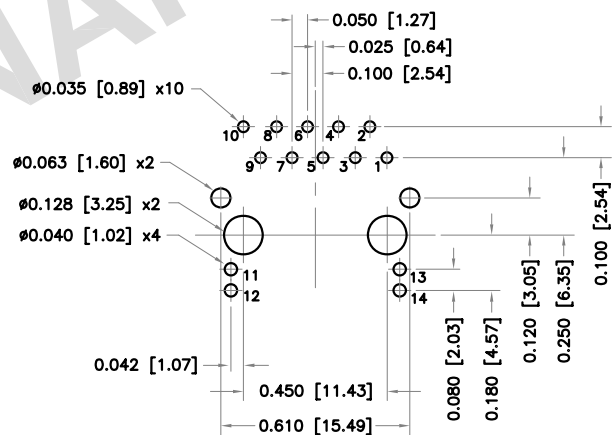 NAR
0.050 [1.27]
0.025 [0.64]
0.100 [2.54]
ø0.035 [0.89] x10
10 8 6 4 2
9 7 5 3 1
ø0.063 [1.60] x2
ø0.128 [3.25] x2
ø0.040 [1.02] x4
11 13
12 14
0.042 [1.07]
0.450 [11.43]
0.610 [15.49]
0.080 [2.03]
0.180 [4.57]
0.120 [3.05]
0.250 [6.35]
0.100 [2.54]